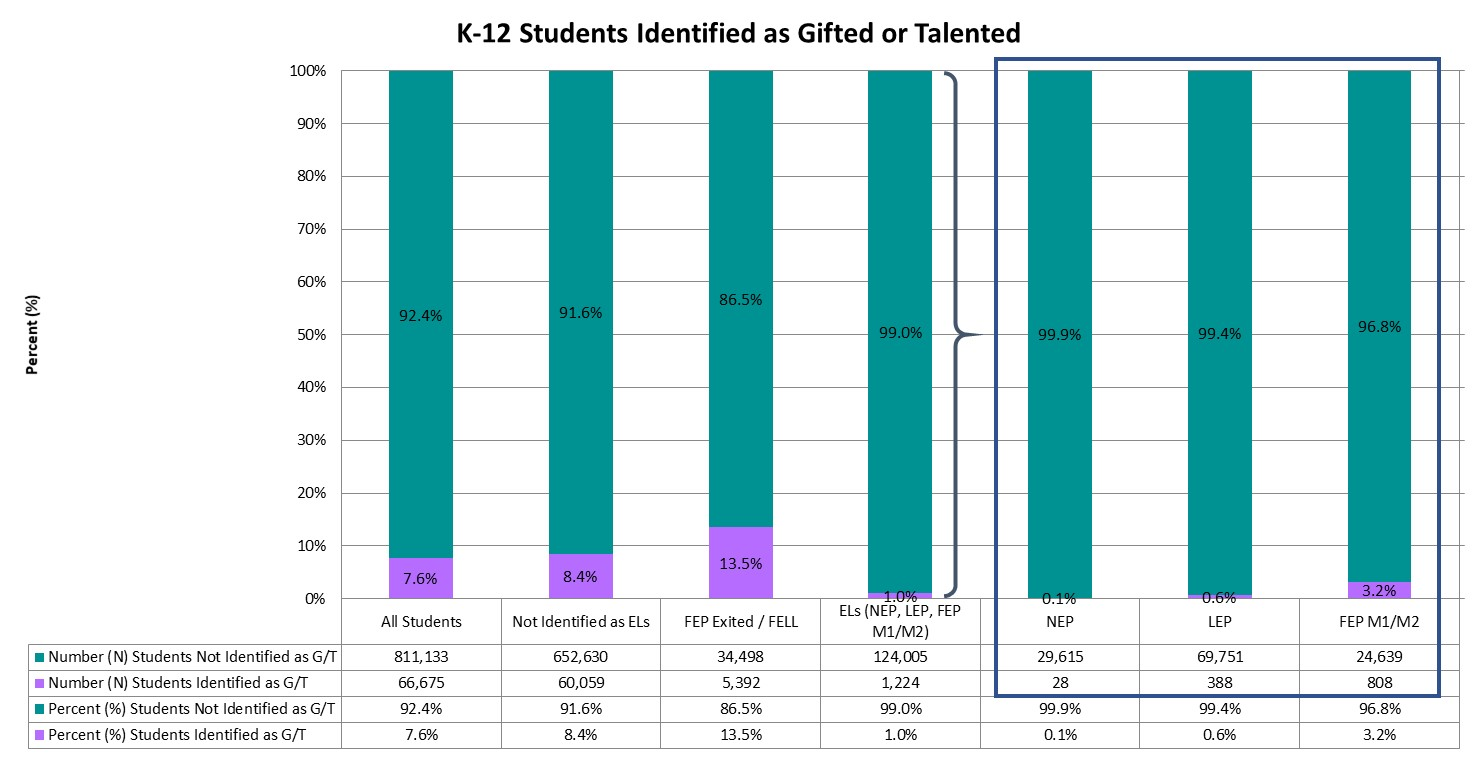 K-12 Students Identified as Gifted or Talented
Percent (%)
100%
90%
80%
70%
60%
50%
40%
30%
20%
10%
0%
92.4%
7.6%
91.6%
8.4%
86.5%
13.5%
99.0%
1.0%
99.9%
0.1%
99.4%
0.6%
96.8%
3.2%
All Students
Not Identified as ELs
FEP Exited / FELL
ELs (NEP, LEP, FEP
M1/M2)
NEP
LEP
FEP M1/M2
Number (N) Students Not Identified as G/T 811,133 652,630 34,498 124,005 29,615 69,751 24,639
Number (N) Students Identified as G/T 66,675 60,059 5,392 1,224 28 388 808
Percent (%) Students Not Identified as G/T 92.4% 91.6% 86.5% 99.0% 99.9% 99.4% 96.8%
Percent (%) Students Identified as G/T 7.6% 8.4% 13.5% 1.0% 0.1% 0.6% 3.2%